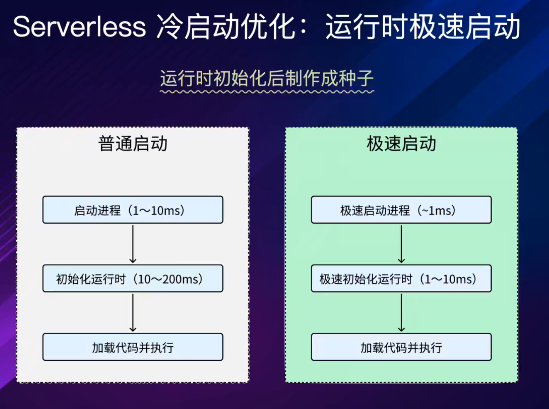 Serverless 冷启动优化：运行时极速启动
运行时初始化后制作成种子
普通启动
启动进程（1～10ms）
初始化运行时（10～200ms）
加载代码并执行
极速启动
极速启动进程（~1ms）
极速初始化运行时（1～10ms）
加载代码并执行